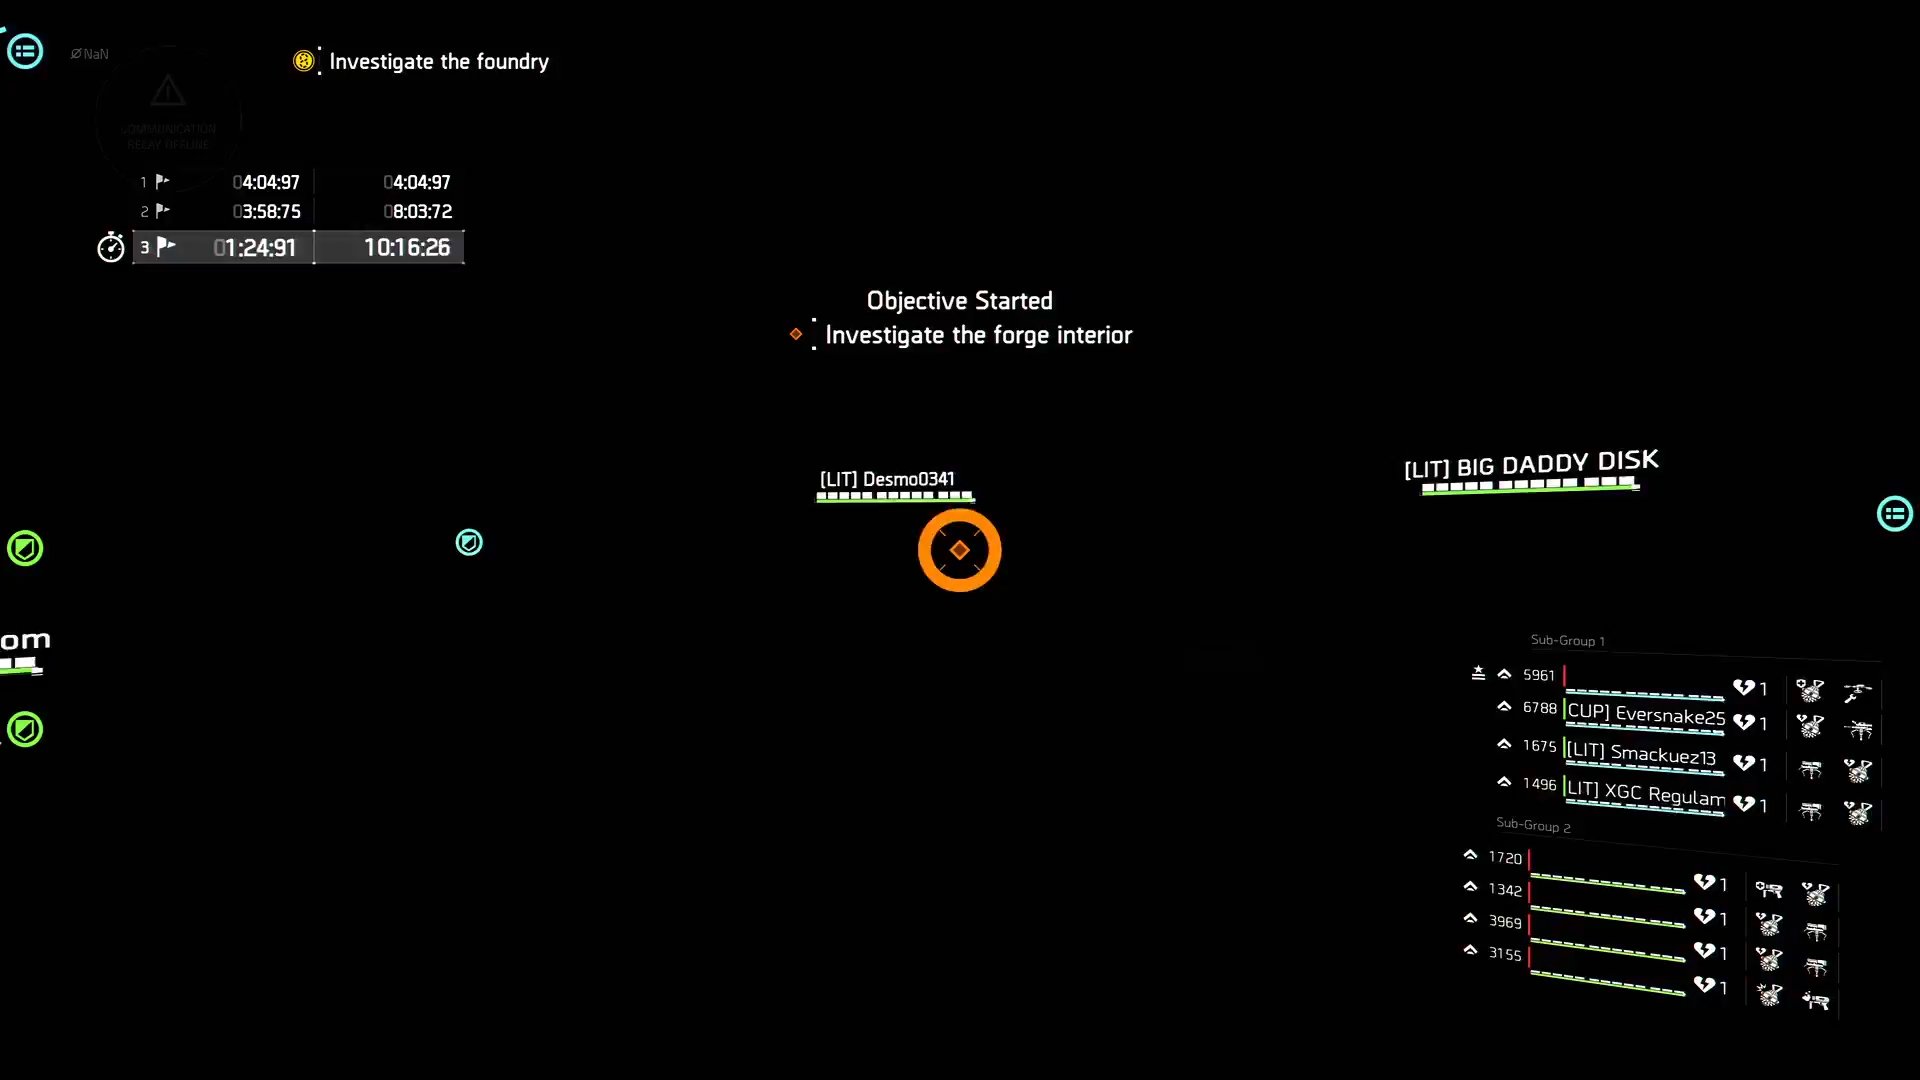 ØNaN
Investigate the foundry
COMMUNICATION
RELAY OFFLINE
1 04:04:97 04:04:97
2 03:58:75 08:03:72
3 01:24:91 10:16:26
Objective Started
Investigate the forge interior
[LIT] Desmo0341
[LIT] BIG DADDY DISK
om
Sub-Group 1
5961 1
6788 CUP] Eversnake25 1
1675 [LIT] Smackuez13 1
1496 LIT] XGC Regulam 1
Sub-Group 2
1720 1
1342 1
3969 1
3155 1